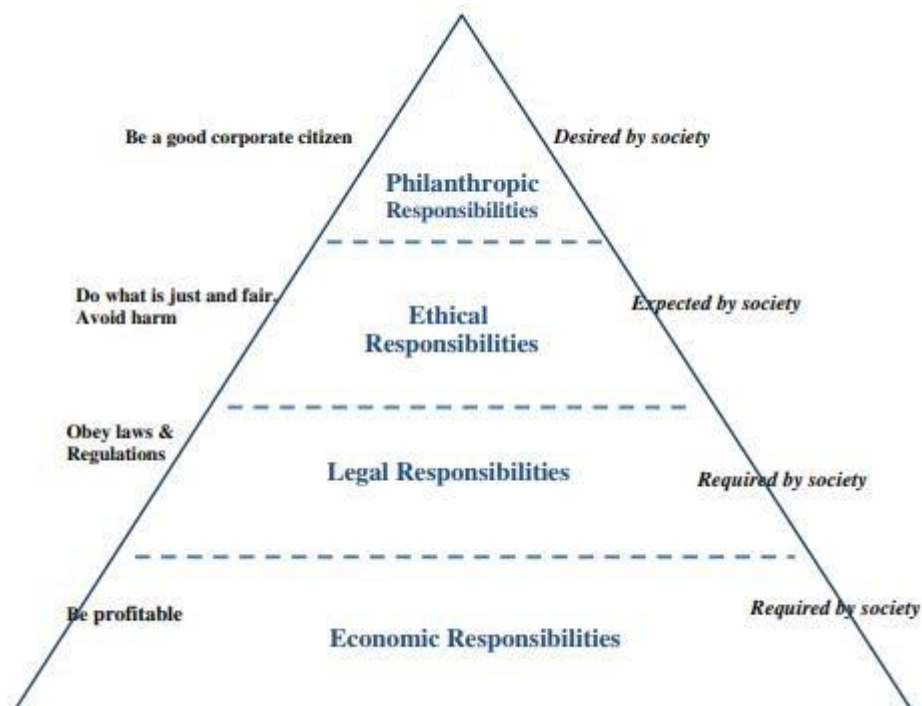 Be a good corporate citizen
Desired by society
Philanthropic
Responsibilities
Do what is just and fair.
Avoid harm
Expected by society
Ethical
Responsibilities
Obey laws &
Regulations
Legal Responsibilities
Required by society
Be profitable
Required by society
Economic Responsibilities